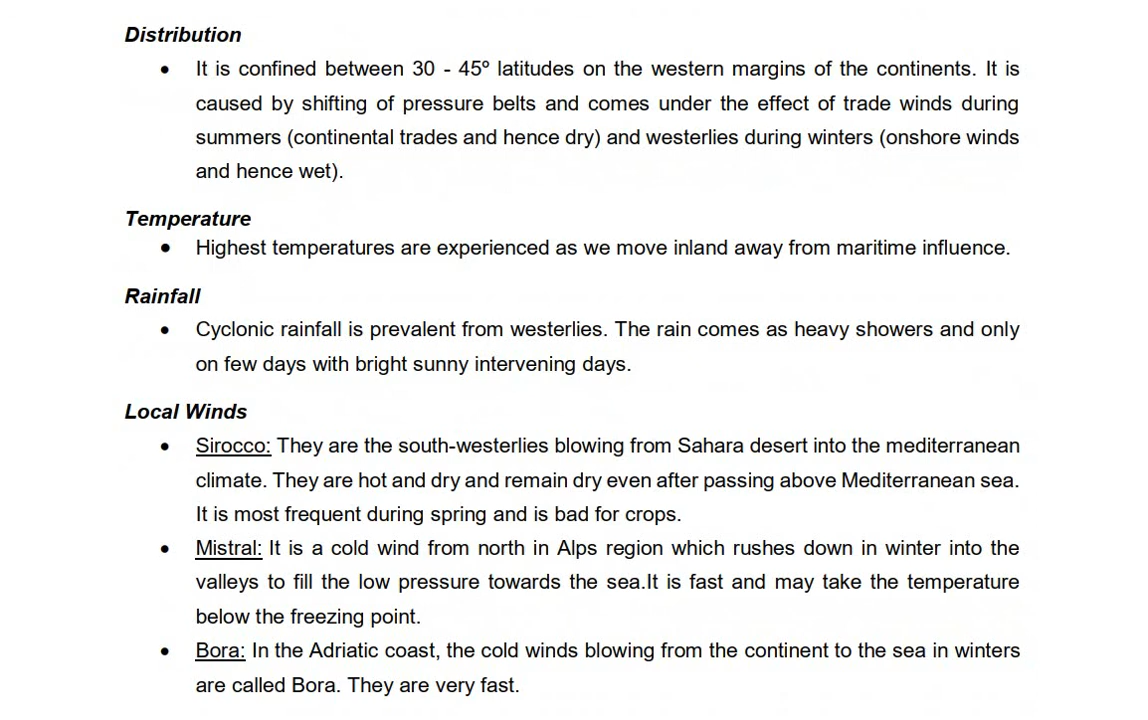 Distribution
• It is confined between 30 - 45º latitudes on the western margins of the continents. It is
caused by shifting of pressure belts and comes under the effect of trade winds during
summers (continental trades and hence dry) and westerlies during winters (onshore winds
and hence wet).
Temperature
• Highest temperatures are experienced as we move inland away from maritime influence.
Rainfall
• Cyclonic rainfall is prevalent from westerlies. The rain comes as heavy showers and only
on few days with bright sunny intervening days.
Local Winds
• Sirocco: They are the south-westerlies blowing from Sahara desert into the mediterranean
climate. They are hot and dry and remain dry even after passing above Mediterranean sea.
It is most frequent during spring and is bad for crops.
• Mistral: It is a cold wind from north in Alps region which rushes down in winter into the
valleys to fill the low pressure towards the sea.It is fast and may take the temperature
below the freezing point.
• Bora: In the Adriatic coast, the cold winds blowing from the continent to the sea in winters
are called Bora. They are very fast.